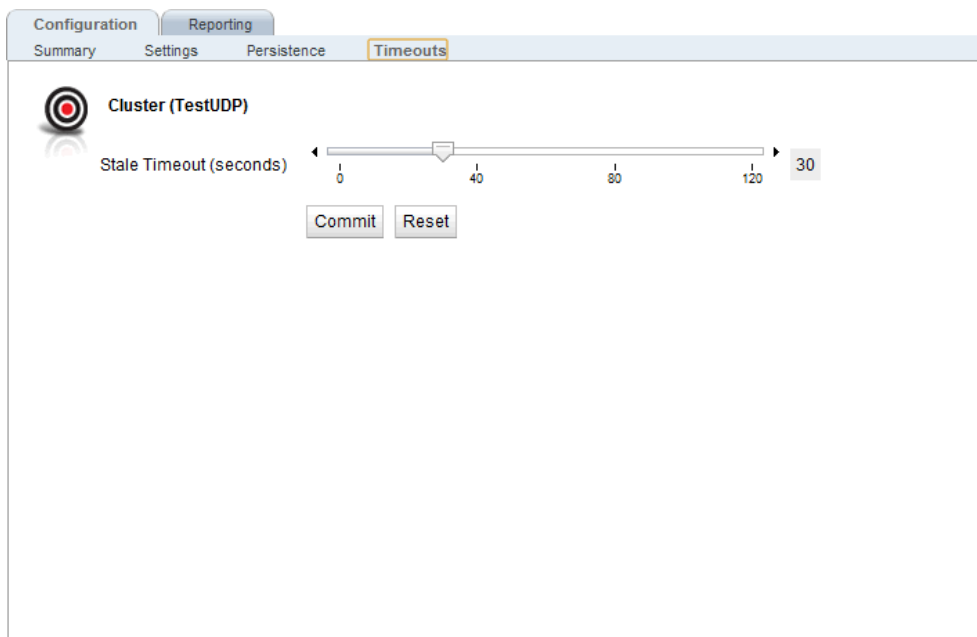 Configuration Reporting
Summary Settings Persistence Timeouts
Cluster (TestUDP)
Stale Timeout (seconds) 30
0 40 80 120
Commit Reset